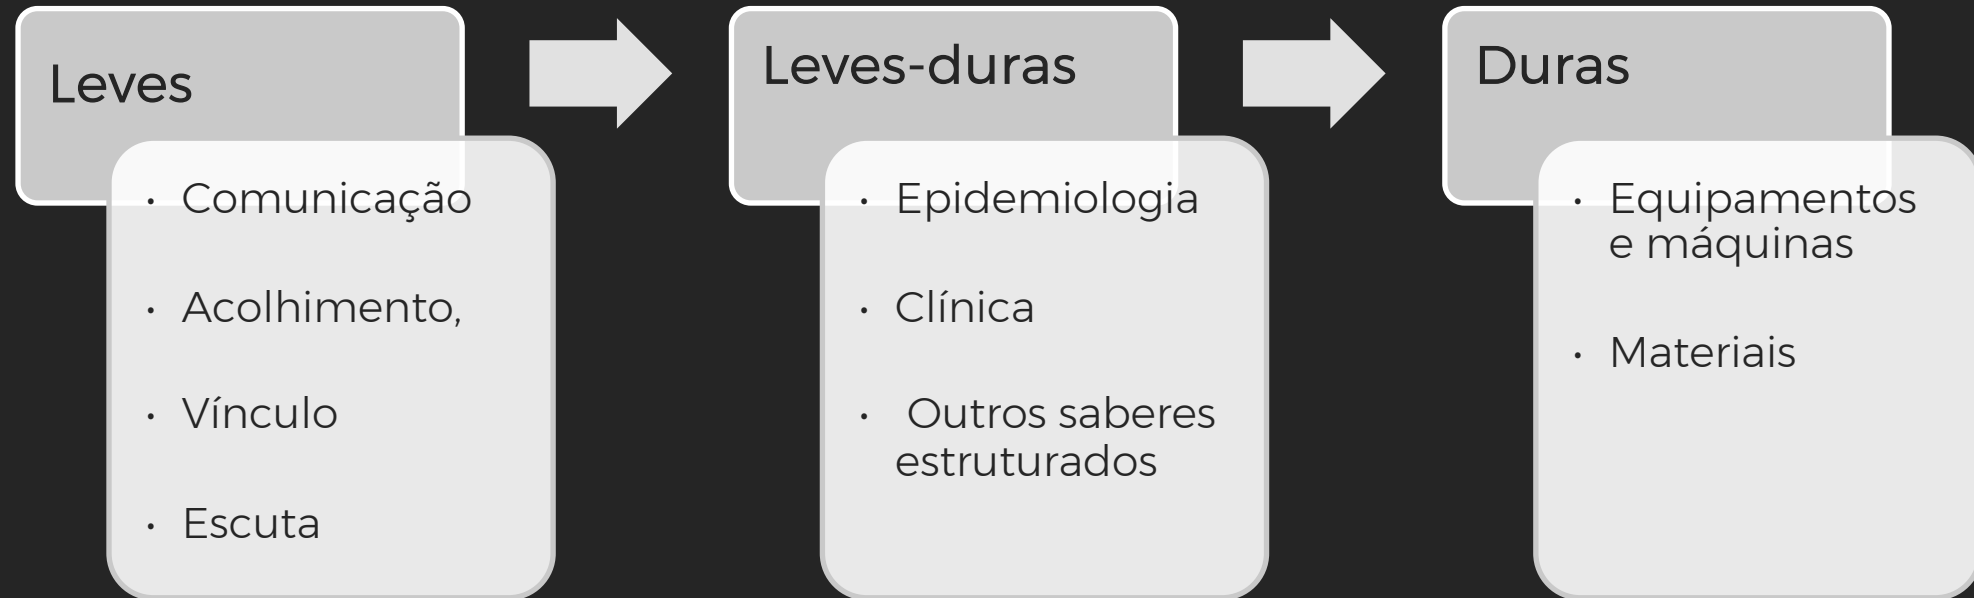 Leves
• Comunicação
• Acolhimento,
• Vínculo
• Escuta
Leves-duras
• Epidemiologia
• Clínica
• Outros saberes
estruturados
Duras
• Equipamentos
e máquinas
• Materiais